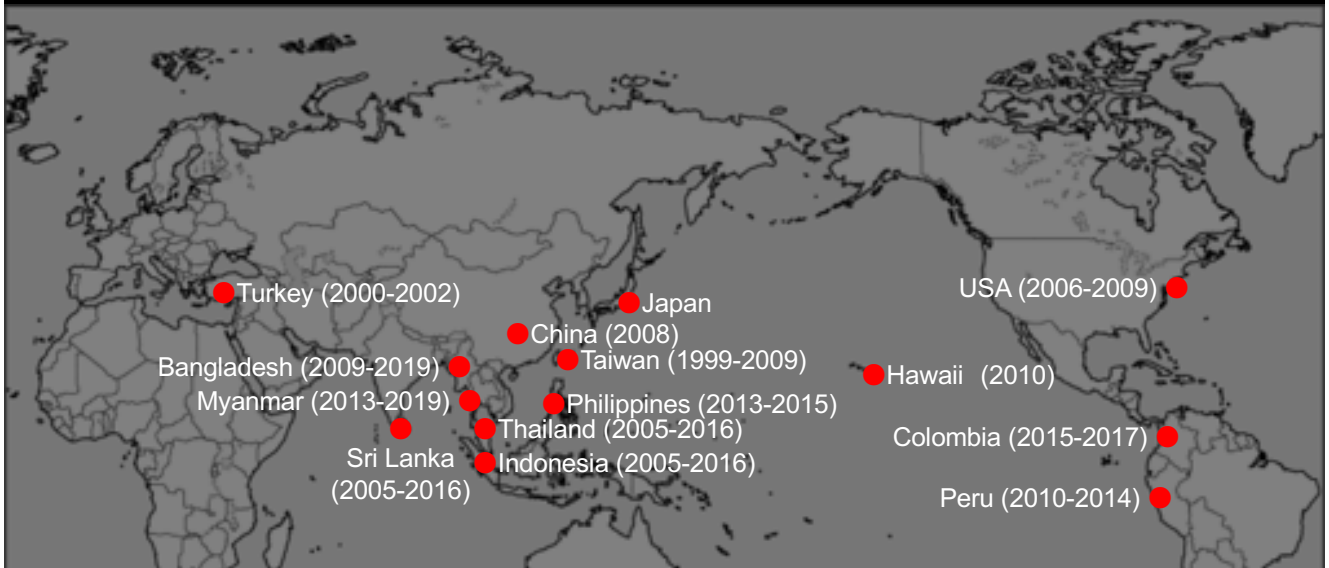 Turkey (2000-2002)
USA (2006-2009)
Japan
China (2008)
Taiwan (1999-2009)
Bangladesh (2009-2019)
Hawaii (2010)
Myanmar (2013-2019)
Philippines (2013-2015)
Thailand (2005-2016)
Colombia (2015-2017)
Sri Lanka
(2005-2016)
Indonesia (2005-2016)
Peru (2010-2014)